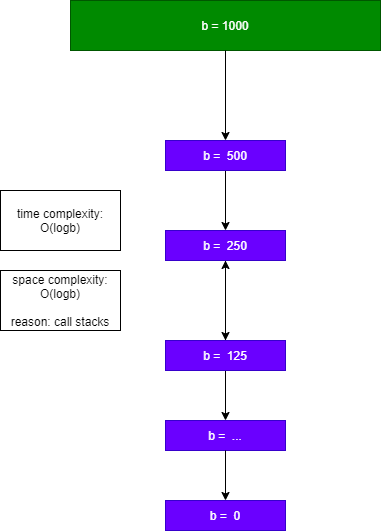 b = 1000
b = 500
time complexity:
O(logb)
b = 250
space complexity:
O(logb)
reason: call stacks
b = 125
b = ...
b = 0